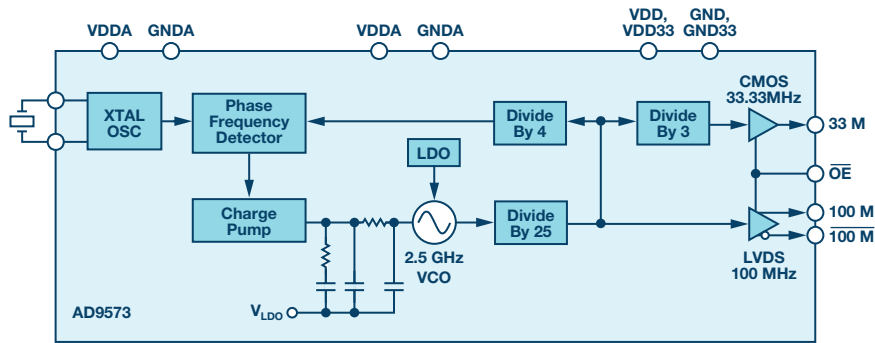 VDDA GNDA VDDA GNDA VDD, GND,
VDD33 GND33
XTAL
OSC
Phase
Frequency
Detector
Divide
By 4
Divide
By 3
CMOS
33.33MHz
33 M
LDO
OE
Charge
Pump
2.5 GHz
VCO
Divide
By 25
100 M
100 M
LVDS
100 MHz
VLDO
AD9573